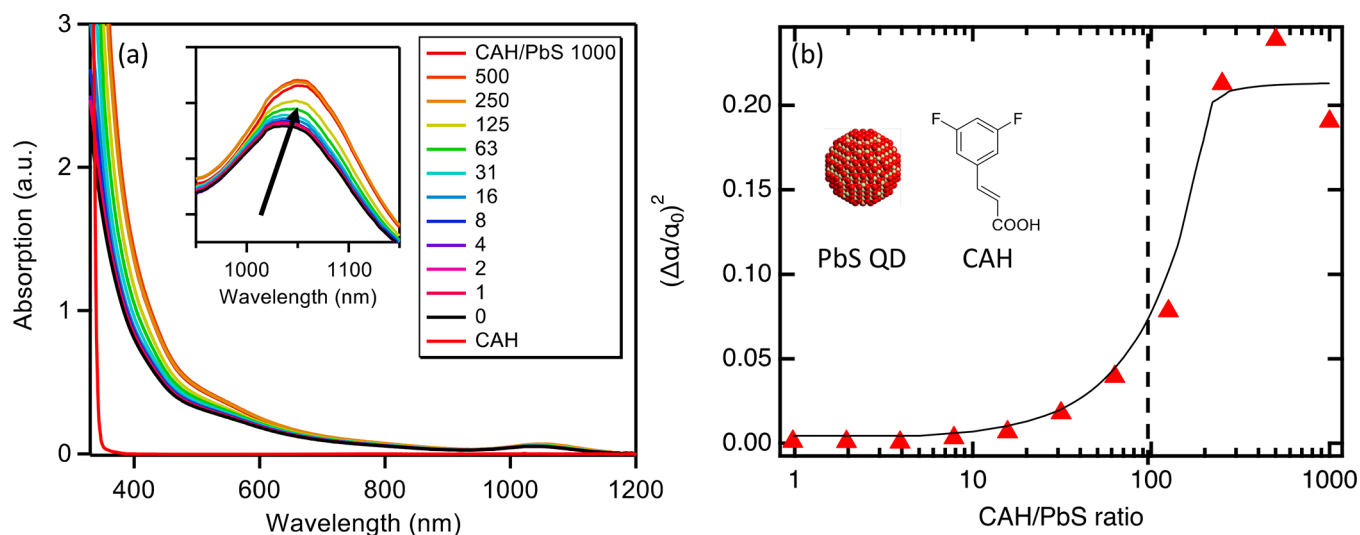 (a)
3
2
1
0
Absorption (a.u.)
400
600
800
1000
1200
Wavelength (nm)
1000
1100
Wavelength (nm)
CAH/PbS 1000
500
250
125
63
31
16
8
4
2
1
0
CAH
(b)
0.20
0.15
0.10
0.05
0.00
(Δα/α₀)²
F
F
COOH
PbS QD
CAH
1
10
100
1000
CAH/PbS ratio